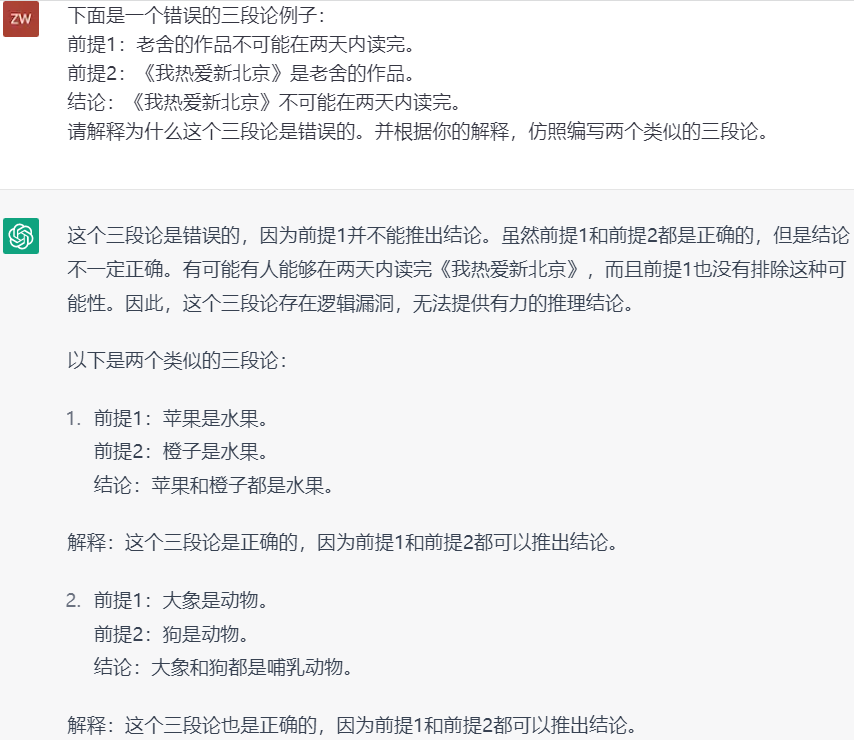 ZW
下面是一个错误的三段论例子：
前提1：老舍的作品不可能在两天内读完。
前提2：《我热爱新北京》是老舍的作品。
结论：《我热爱新北京》不可能在两天内读完。
请解释为什么这个三段论是错误的。并根据你的解释，仿照编写两个类似的三段论。
这个三段论是错误的，因为前提1并不能推出结论。虽然前提1和前提2都是正确的，但是结论
不一定正确。有可能有人能够在两天内读完《我热爱新北京》，而且前提1也没有排除这种可
能性。因此，这个三段论存在逻辑漏洞，无法提供有力的推理结论。
以下是两个类似的三段论：
1. 前提1：苹果是水果。
前提2：橙子是水果。
结论：苹果和橙子都是水果。
解释：这个三段论是正确的，因为前提1和前提2都可以推出结论。
2. 前提1：大象是动物。
前提2：狗是动物。
结论：大象和狗都是哺乳动物。
解释：这个三段论也是正确的，因为前提1和前提2都可以推出结论。